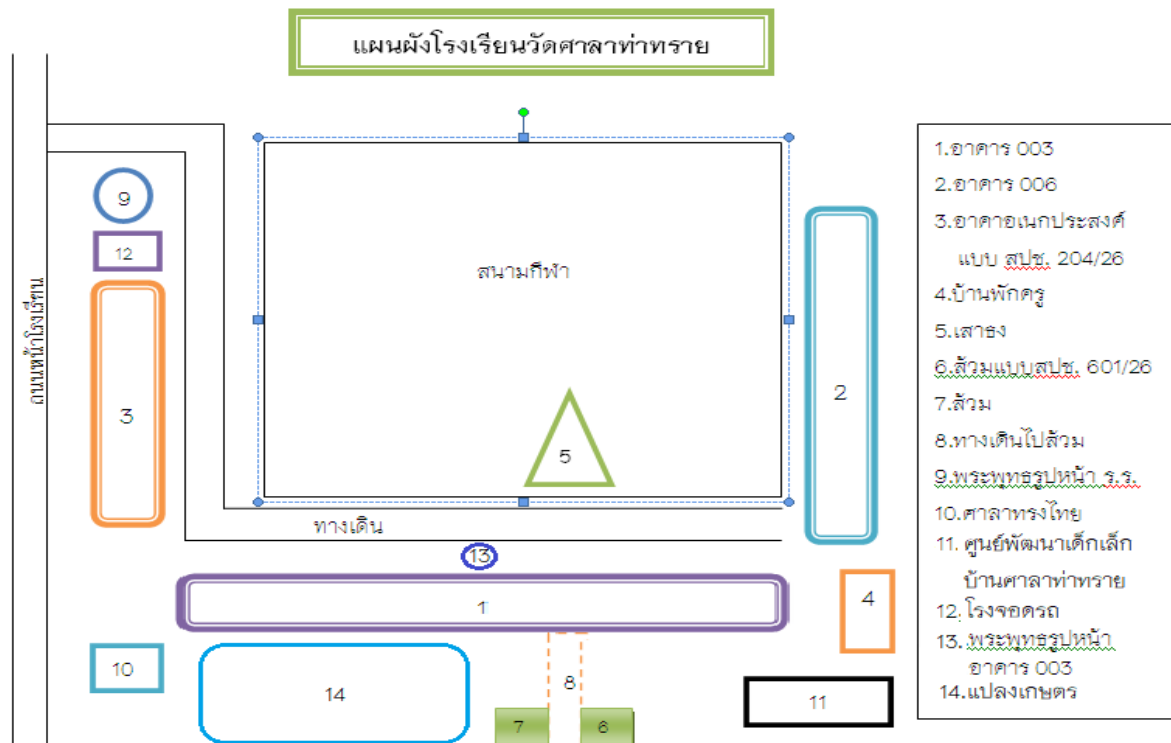 แผนผังโรงเรียนวัดศาลาท่าทราย
ถนนหน้าโรงเรียน
9
12
3
สนามกีฬา
5
2
ทางเดิน
13
1
4
10
14
8
7
6
11
1.อาคาร 003
2.อาคาร 006
3.อาคาอเนกประสงค์
แบบ สปช. 204/26
4.บ้านพักครู
5.เสาธง
6.ส้วมแบบสปช. 601/26
7.ส้วม
8.ทางเดินไปส้วม
9.พระพุทธรูปหน้า ร.ร.
10.ศาลาทรงไทย
11. ศูนย์พัฒนาเด็กเล็ก
บ้านศาลาท่าทราย
12. โรงจอดรถ
13. พระพุทธรูปหน้า
อาคาร 003
14.แปลงเกษตร